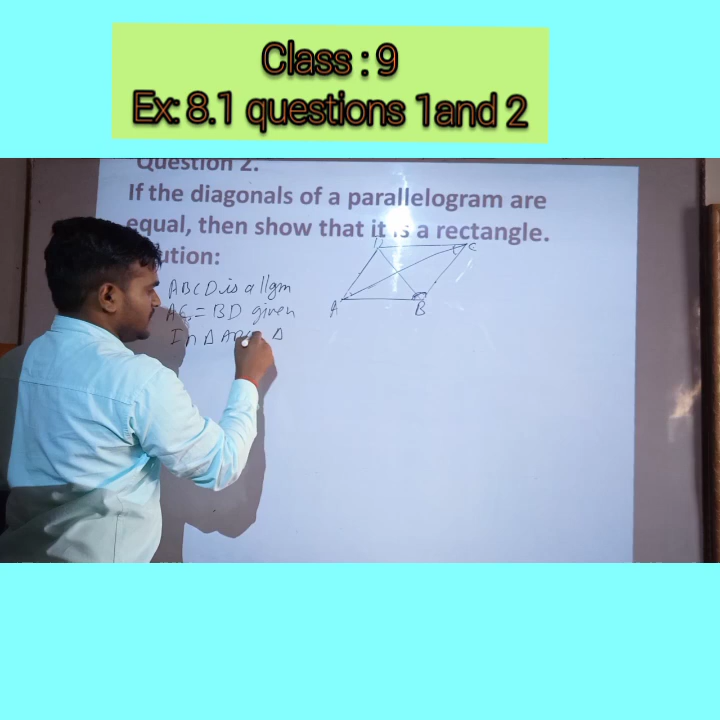 Class : 9
Ex: 8.1 questions 1and 2
Question 2.
If the diagonals of a parallelogram are
equal, then show that it is a rectangle.
ution:
D C
ABCD is a llgm
AC = BD given
A B
In Δ Δ